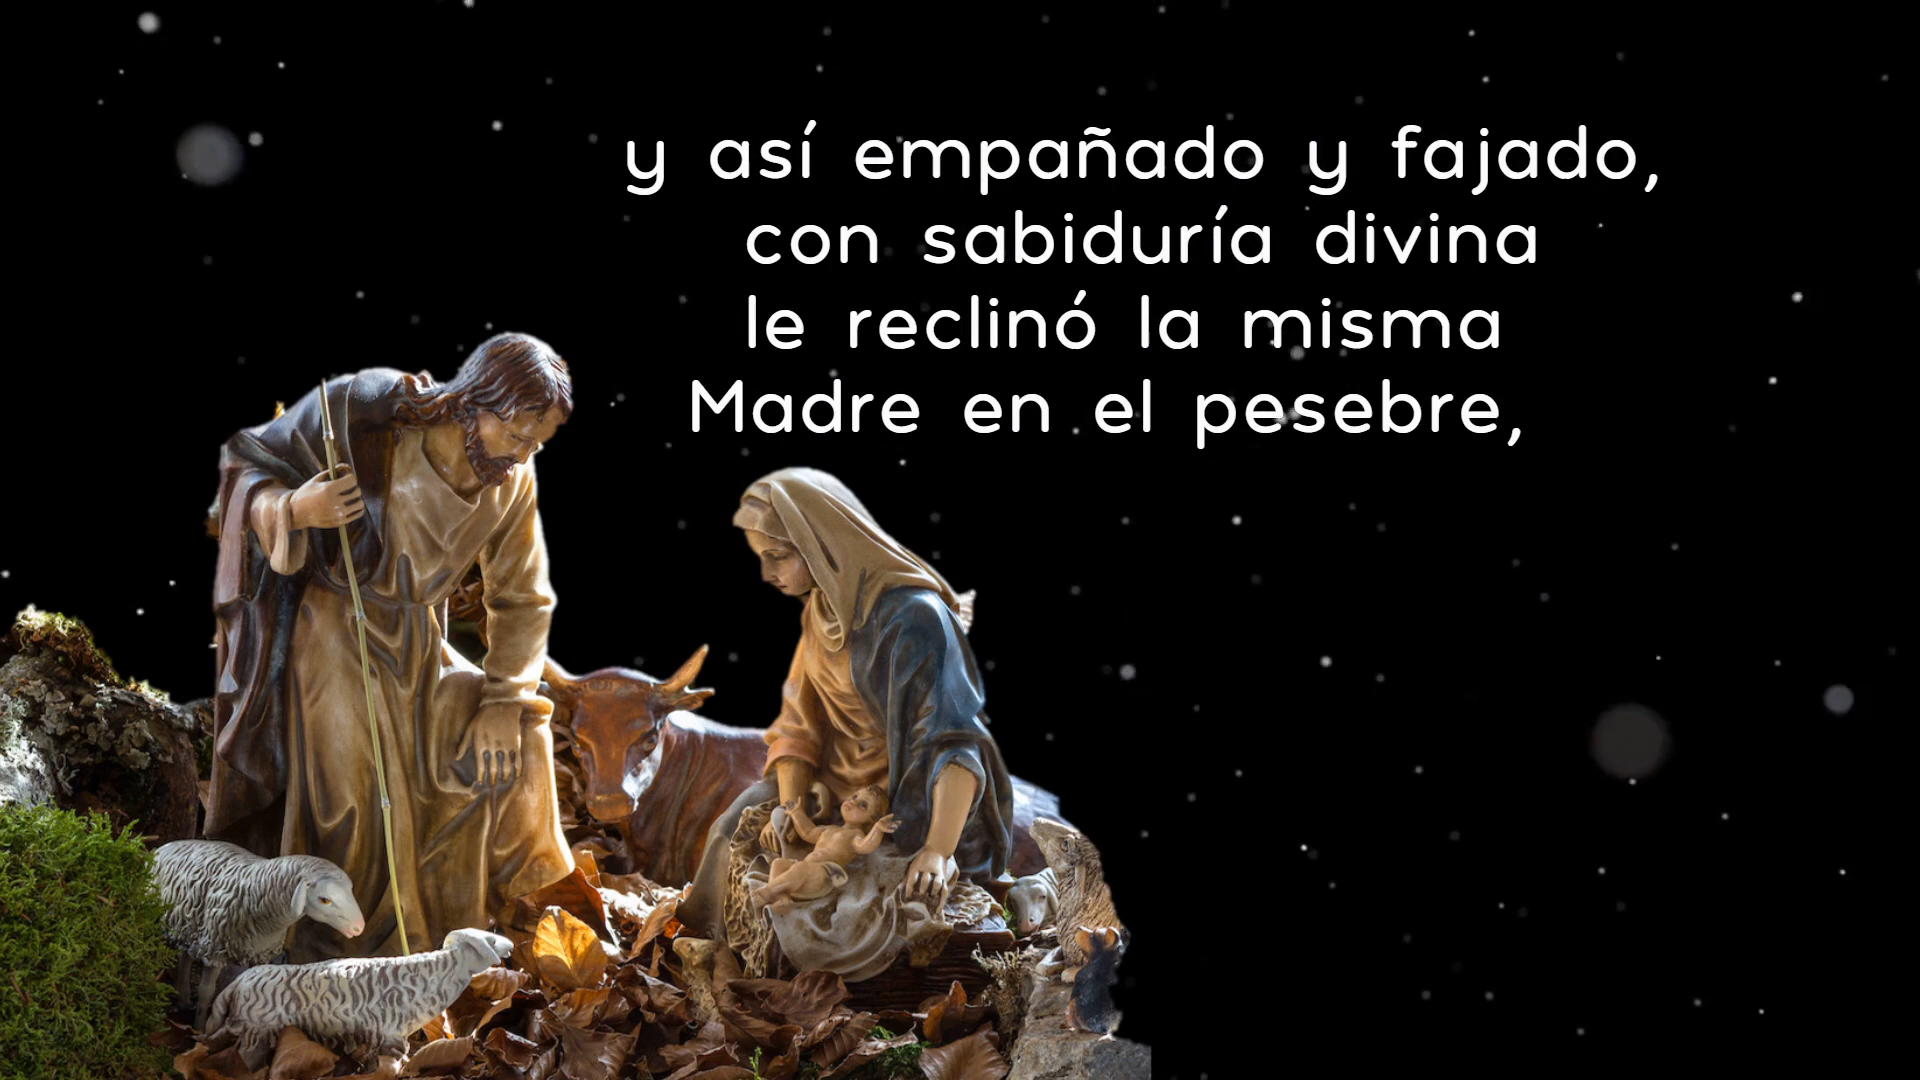 y así empañado y fajado,
con sabiduría divina
le reclinó la misma
Madre en el pesebre,